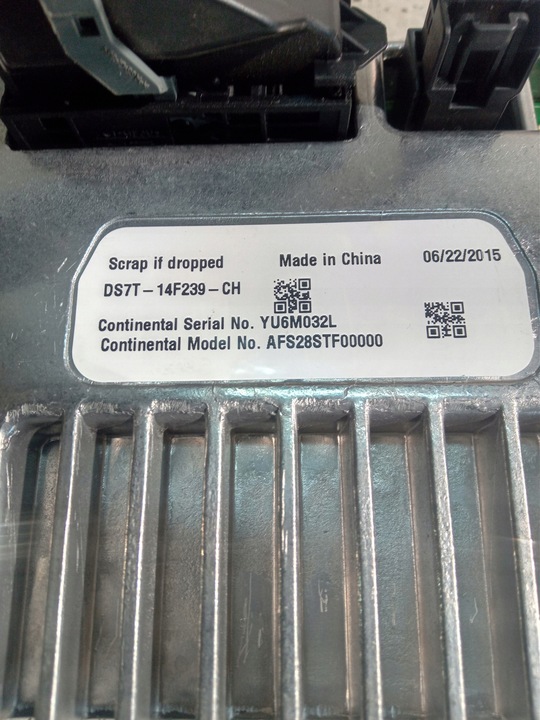 Scrap if dropped Made in China 06/22/2015
DS7T-14F239-CH
Continental Serial No. YU6M032L
Continental Model No. AFS28STF00000